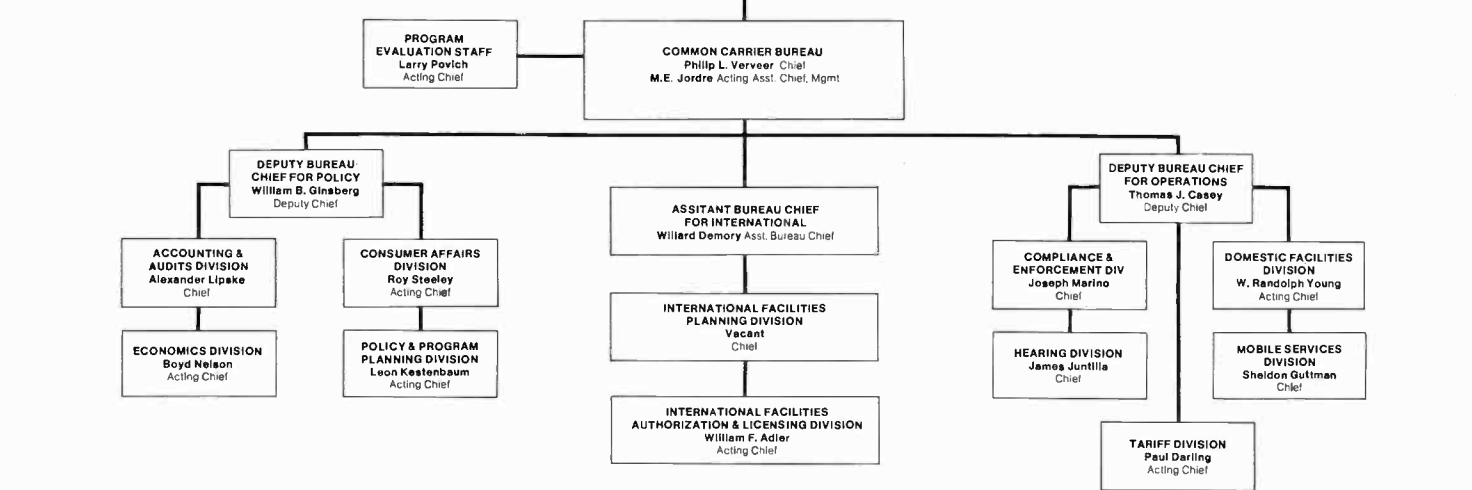 PROGRAM
EVALUATION STAFF
Larry Povich
Acting Chief
COMMON CARRIER BUREAU
Philip L. Verveer Chief
M.E. Jordre Acting Asst. Chief, Mgmt
DEPUTY BUREAU
CHIEF FOR POLICY
William B. Ginsberg
Deputy Chief
ACCOUNTING &
AUDITS DIVISION
Alexander Lipske
Chief
ECONOMICS DIVISION
Boyd Nelson
Acting Chief
CONSUMER AFFAIRS
DIVISION
Roy Steeley
Acting Chief
POLICY & PROGRAM
PLANNING DIVISION
Leon Kestenbaum
Acting Chief
ASSITANT BUREAU CHIEF
FOR INTERNATIONAL
Willard Demory Asst. Bureau Chief
INTERNATIONAL FACILITIES
PLANNING DIVISION
Vacant
Chief
INTERNATIONAL FACILITIES
AUTHORIZATION & LICENSING DIVISION
William F. Adler
Acting Chief
DEPUTY BUREAU CHIEF
FOR OPERATIONS
Thomas J. Casey
Deputy Chief
COMPLIANCE &
ENFORCEMENT DIV
Joseph Marino
Chief
HEARING DIVISION
James Juntilla
Chief
DOMESTIC FACILITIES
DIVISION
W. Randolph Young
Acting Chief
MOBILE SERVICES
DIVISION
Sheldon Guttman
Chief
TARIFF DIVISION
Paul Darling
Acting Chief